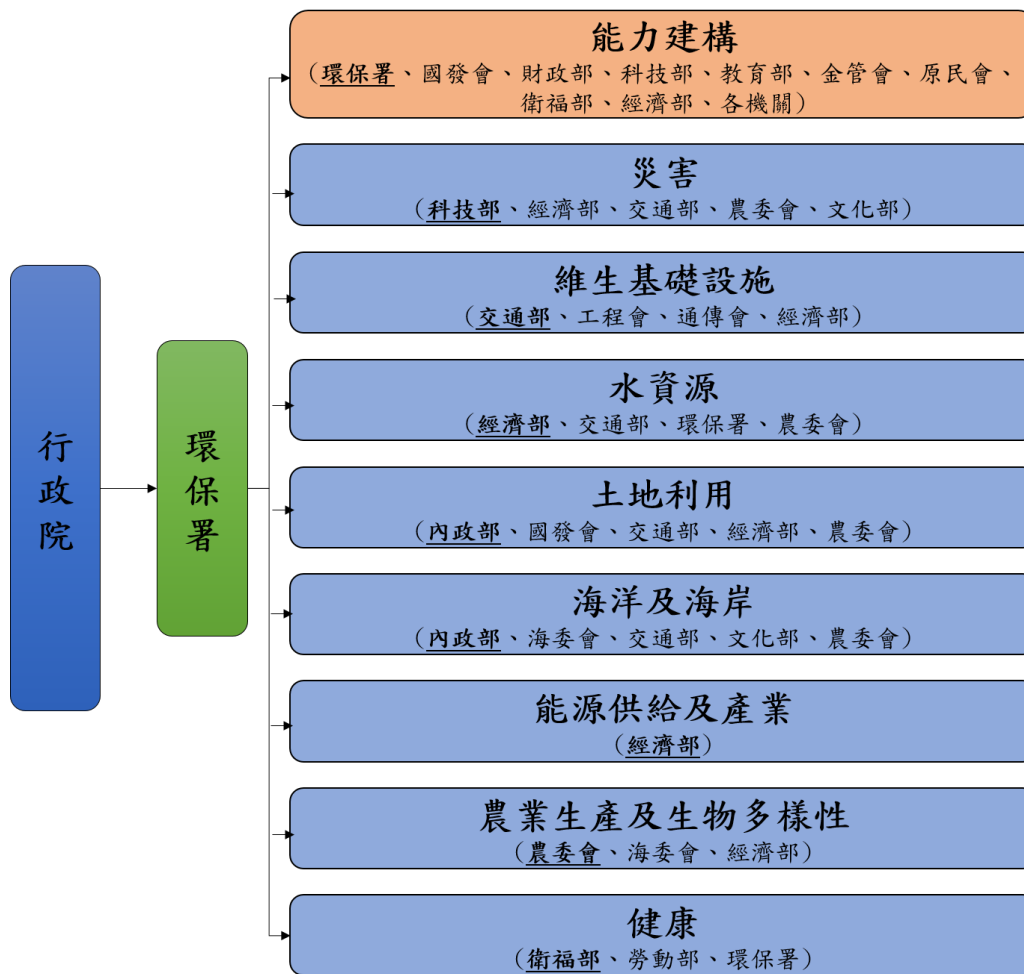 行政院
環保署
能力建構
（環保署、國發會、財政部、科技部、教育部、金管會、原民會、
衛福部、經濟部、各機關）
災害
（科技部、經濟部、交通部、農委會、文化部）
維生基礎設施
（交通部、工程會、通傳會、經濟部）
水資源
（經濟部、交通部、環保署、農委會）
土地利用
（內政部、國發會、交通部、經濟部、農委會）
海洋及海岸
（內政部、海委會、交通部、文化部、農委會）
能源供給及產業
（經濟部）
農業生產及生物多樣性
（農委會、海委會、經濟部）
健康
（衛福部、勞動部、環保署）